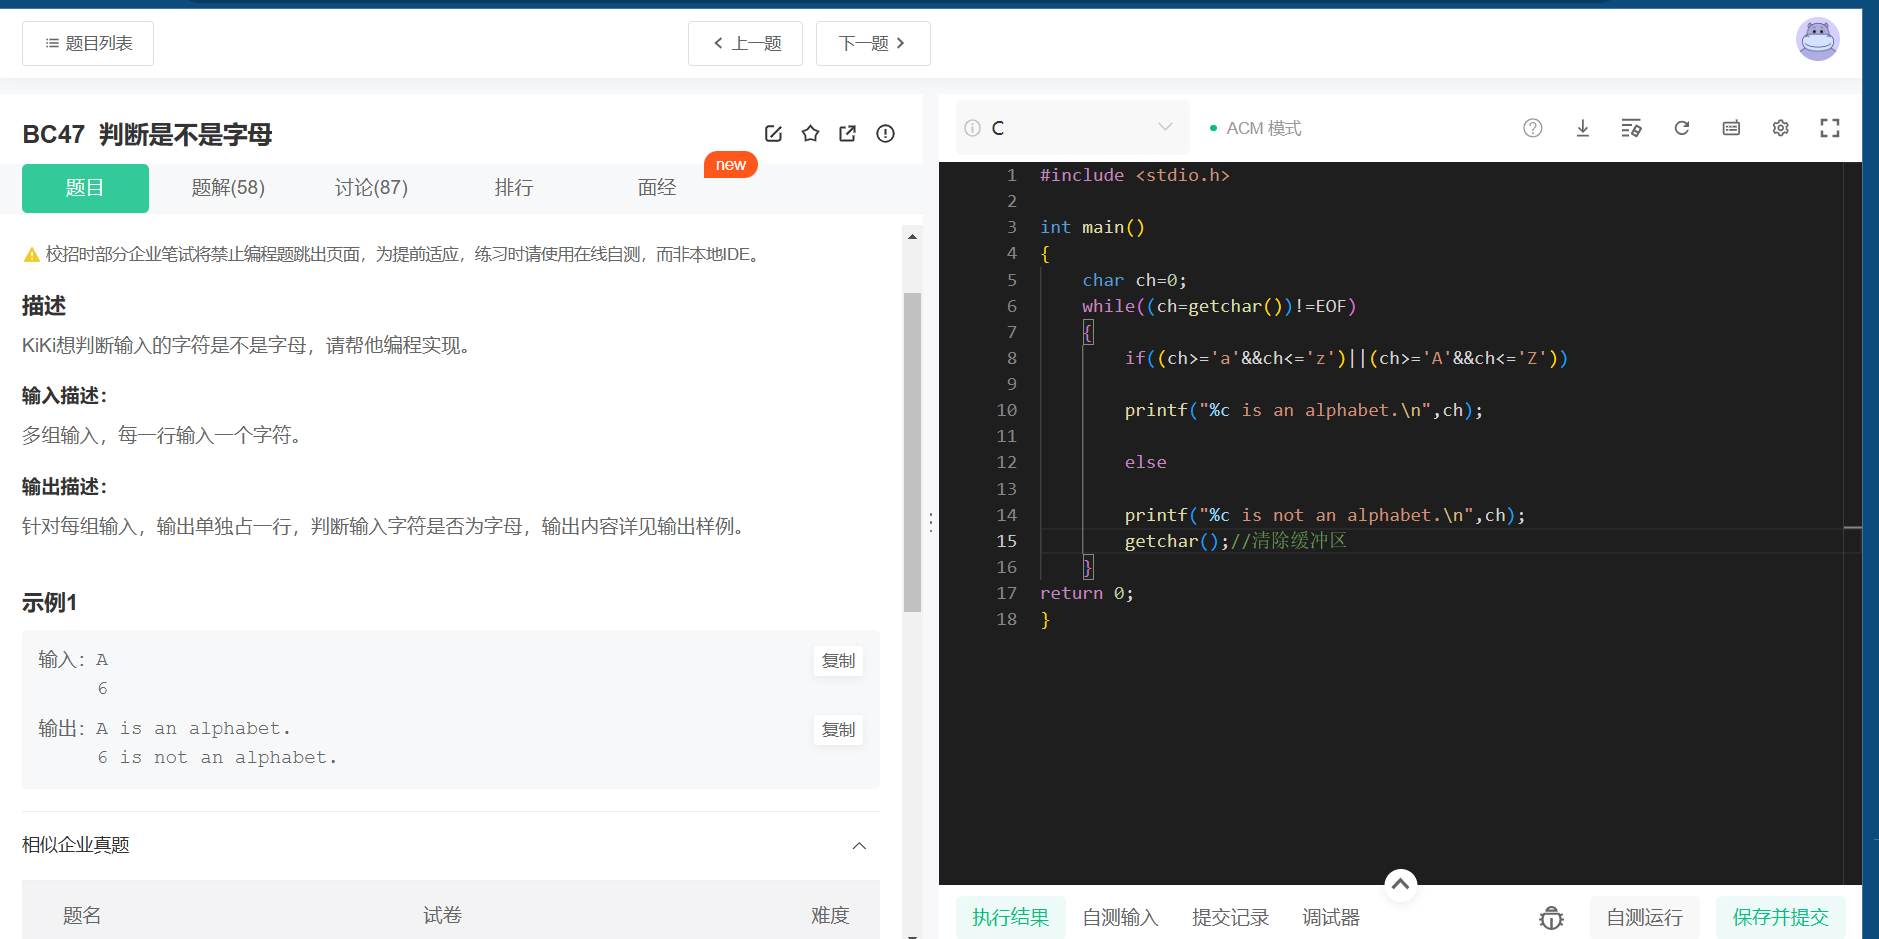 题目列表
上一题
下一题
BC47 判断是不是字母
new
题目 题解(58) 讨论(87) 排行 面经
校招时部分企业笔试将禁止编程题跳出页面，为提前适应，练习时请使用在线自测，而非本地IDE。
描述
KiKi想判断输入的字符是不是字母，请帮他编程实现。
输入描述：
多组输入，每一行输入一个字符。
输出描述：
针对每组输入，输出单独占一行，判断输入字符是否为字母，输出内容详见输出样例。
示例1
输入：A
6
复制
输出：A is an alphabet.
6 is not an alphabet.
复制
相似企业真题
题名 试卷 难度
C
ACM 模式
1 #include <stdio.h>
2
3 int main()
4 {
5 char ch=0;
6 while((ch=getchar())!=EOF)
7 {
8 if((ch>='a'&&ch<='z')||(ch>='A'&&ch<='Z'))
9
10 printf("%c is an alphabet.\n",ch);
11
12 else
13
14 printf("%c is not an alphabet.\n",ch);
15 getchar();//清除缓冲区
16 }
17 return 0;
18 }
执行结果 自测输入 提交记录 调试器 自测运行 保存并提交